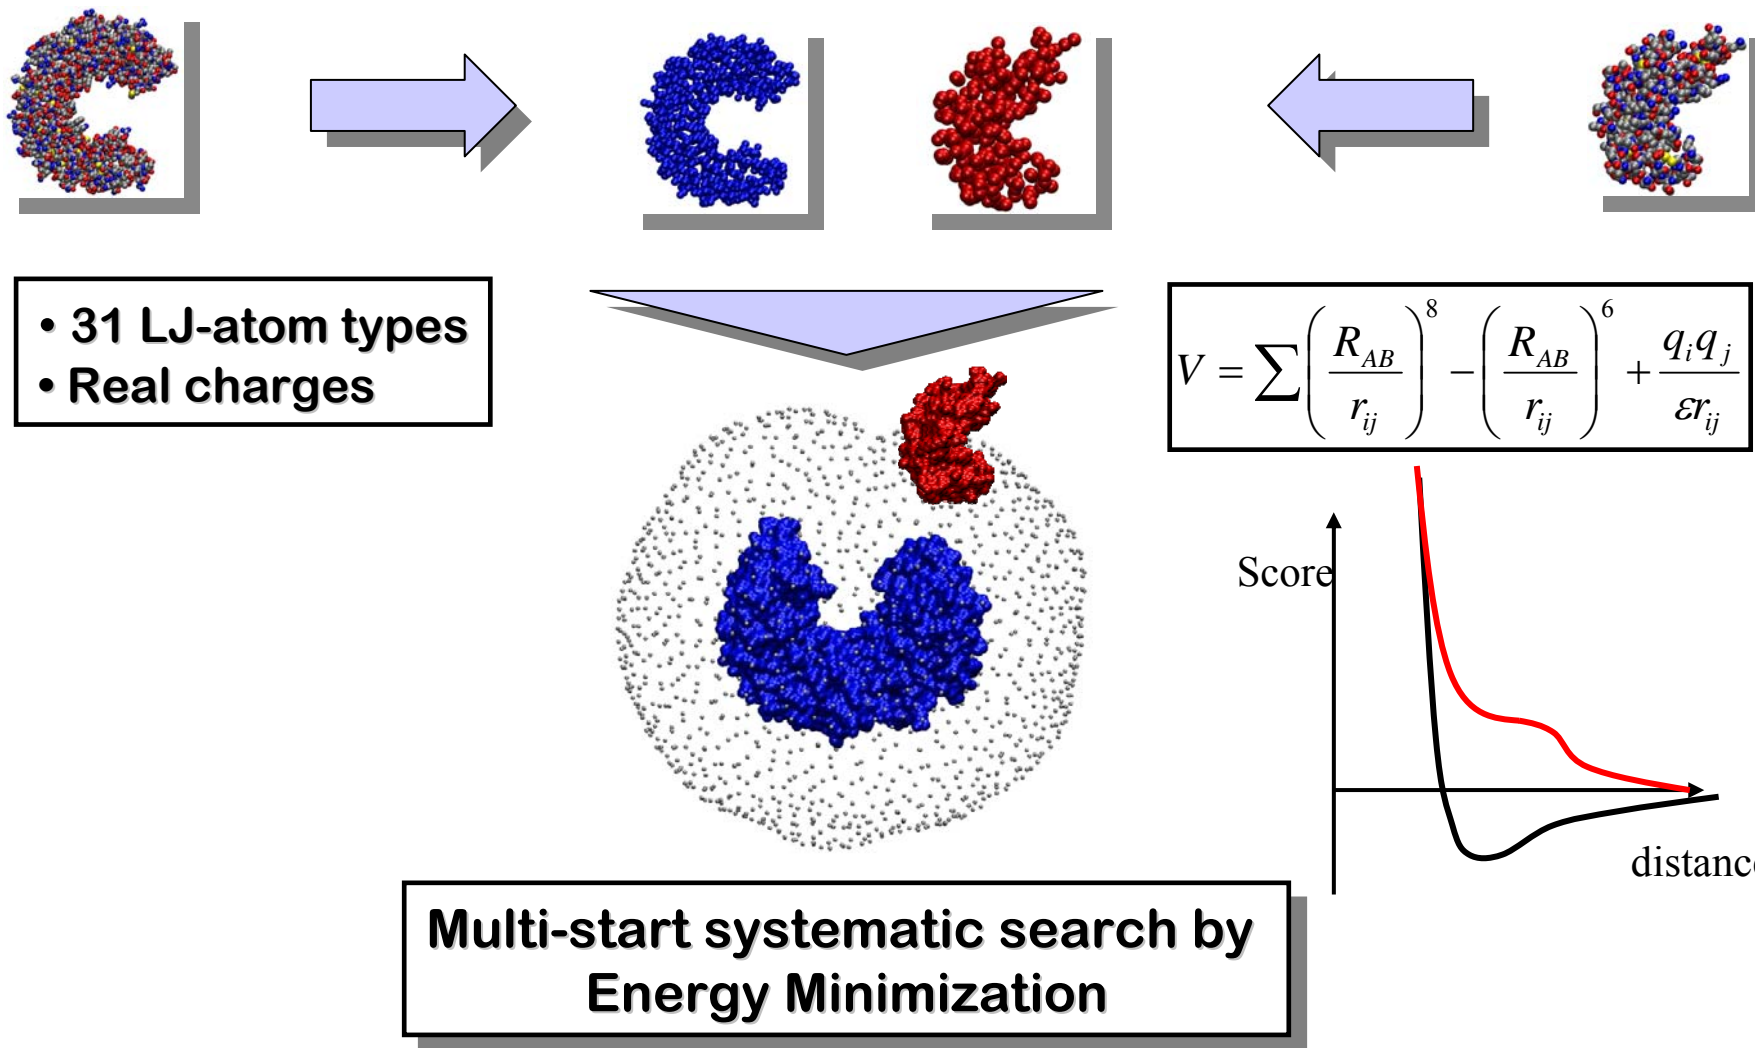 • 31 LJ-atom types
• Real charges
V = ∑ (R_AB / r_ij)^8 − (R_AB / r_ij)^6 + q_i q_j / εr_ij
Score
distance
Multi-start systematic search by
Energy Minimization